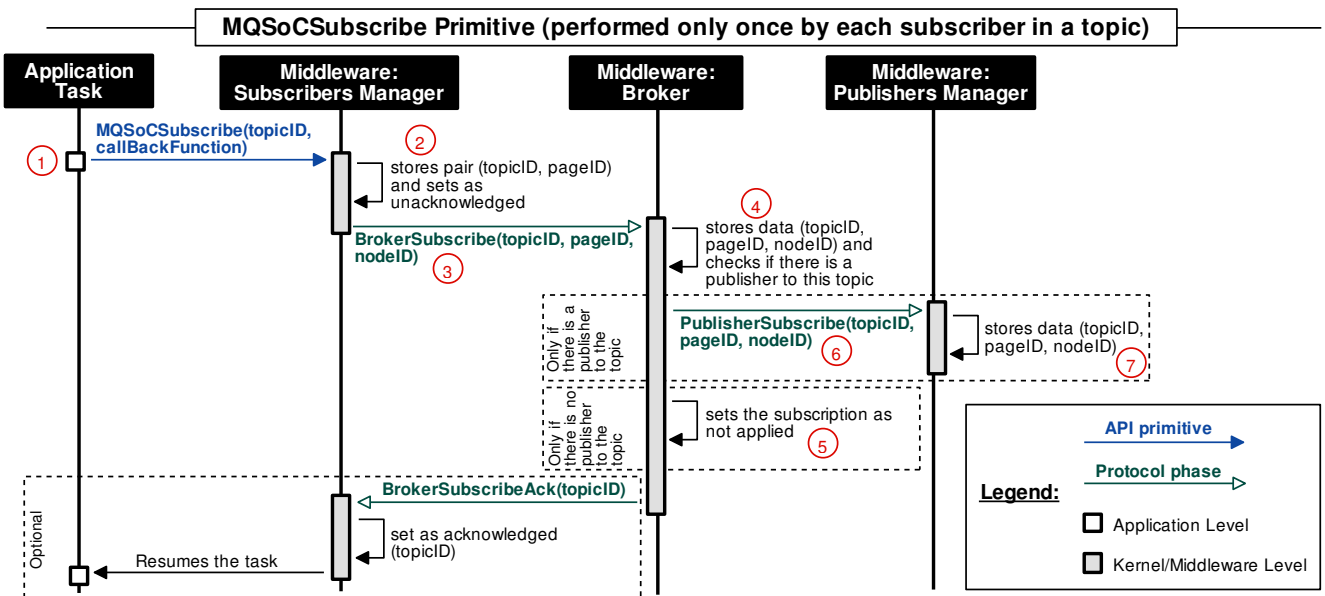 MQSoCSubscribe Primitive (performed only once by each subscriber in a topic)
Application
Task
Middleware:
Subscribers Manager
Middleware:
Broker
Middleware:
Publishers Manager
MQSoCSubscribe(topicID,
callBackFunction)
1
2
stores pair (topicID, pageID)
and sets as
unacknowledged
BrokerSubscribe(topicID, pageID,
nodeID)
3
4
stores data (topicID,
pageID, nodeID) and
checks if there is a
publisher to this topic
Only if
there is a
publisher
to the
topic
PublisherSubscribe(topicID,
pageID, nodeID)
6
stores data (topicID,
pageID, nodeID)
7
Only if
there is no
publisher
to the
topic
sets the subscription as
not applied
5
Optional
BrokerSubscribeAck(topicID)
set as acknowledged
(topicID)
Resumes the task
Legend:
API primitive
Protocol phase
Application Level
Kernel/Middleware Level